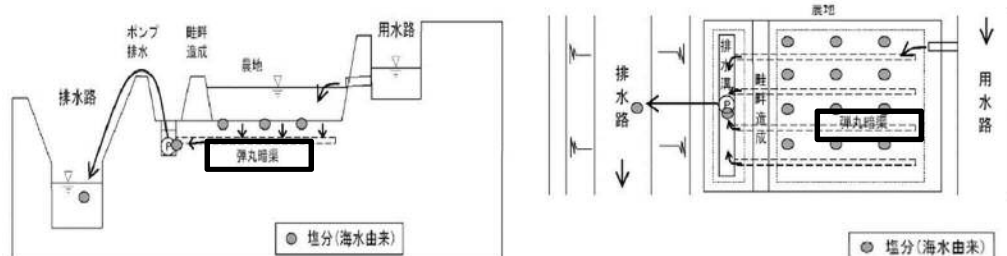 ポンプ
排水
畦畔
造成
用水路
農地
排水路
P
弾丸暗渠
塩分(海水由来)
農地
排水路
排水溝
P
畦畔造成
弾丸暗渠
用水路
塩分(海水由来)